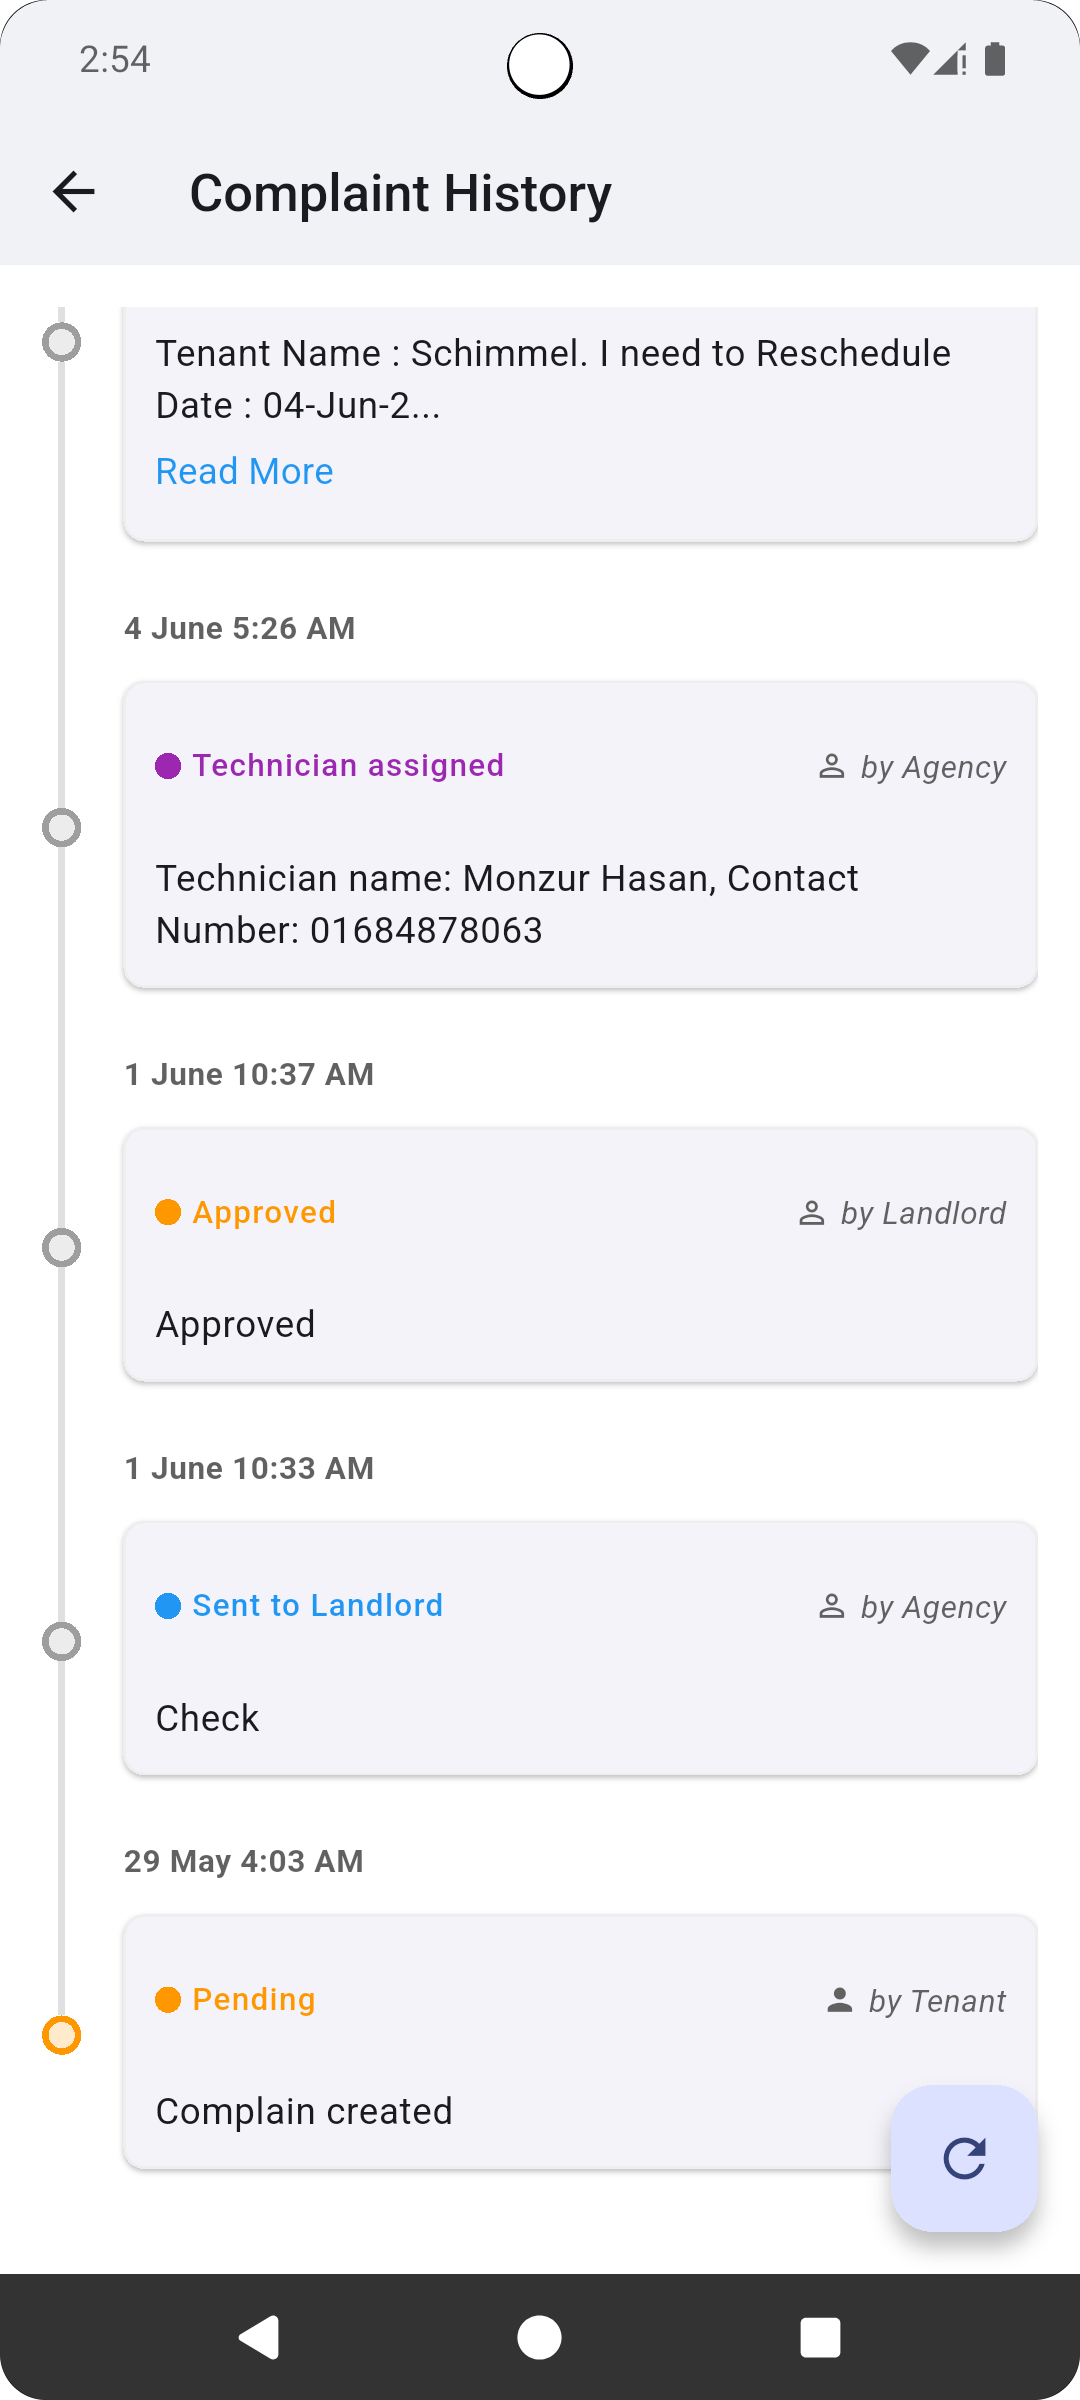 2:54
Complaint History
Tenant Name : Schimmel. I need to Reschedule
Date : 04-Jun-2...
Read More
4 June 5:26 AM
Technician assigned
by Agency
Technician name: Monzur Hasan, Contact
Number: 01684878063
1 June 10:37 AM
Approved
by Landlord
Approved
1 June 10:33 AM
Sent to Landlord
by Agency
Check
29 May 4:03 AM
Pending
by Tenant
Complain created